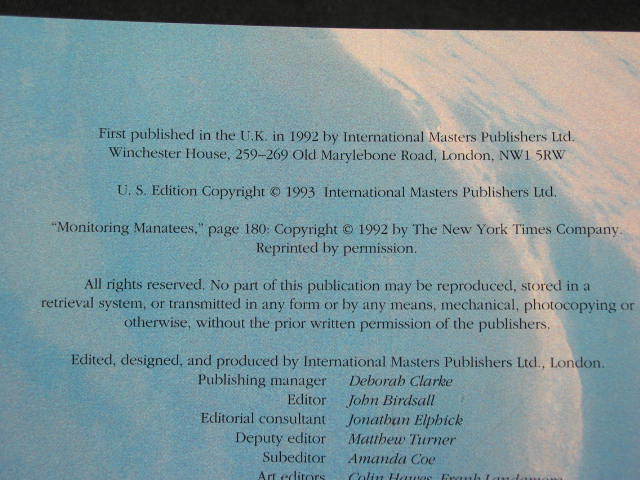 First published in the U.K. in 1992 by International Masters Publishers Ltd.
Winchester House, 259–269 Old Marylebone Road, London, NW1 5RW
U. S. Edition Copyright © 1993 International Masters Publishers Ltd.
“Monitoring Manatees,” page 180: Copyright © 1992 by The New York Times Company.
Reprinted by permission.
All rights reserved. No part of this publication may be reproduced, stored in a
retrieval system, or transmitted in any form or by any means, mechanical, photocopying or
otherwise, without the prior written permission of the publishers.
Edited, designed, and produced by International Masters Publishers Ltd., London.
Publishing manager Deborah Clarke
Editor John Birdsall
Editorial consultant Jonathan Elphick
Deputy editor Matthew Turner
Subeditor Amanda Coe
Art editors Colin Hawes, Frank